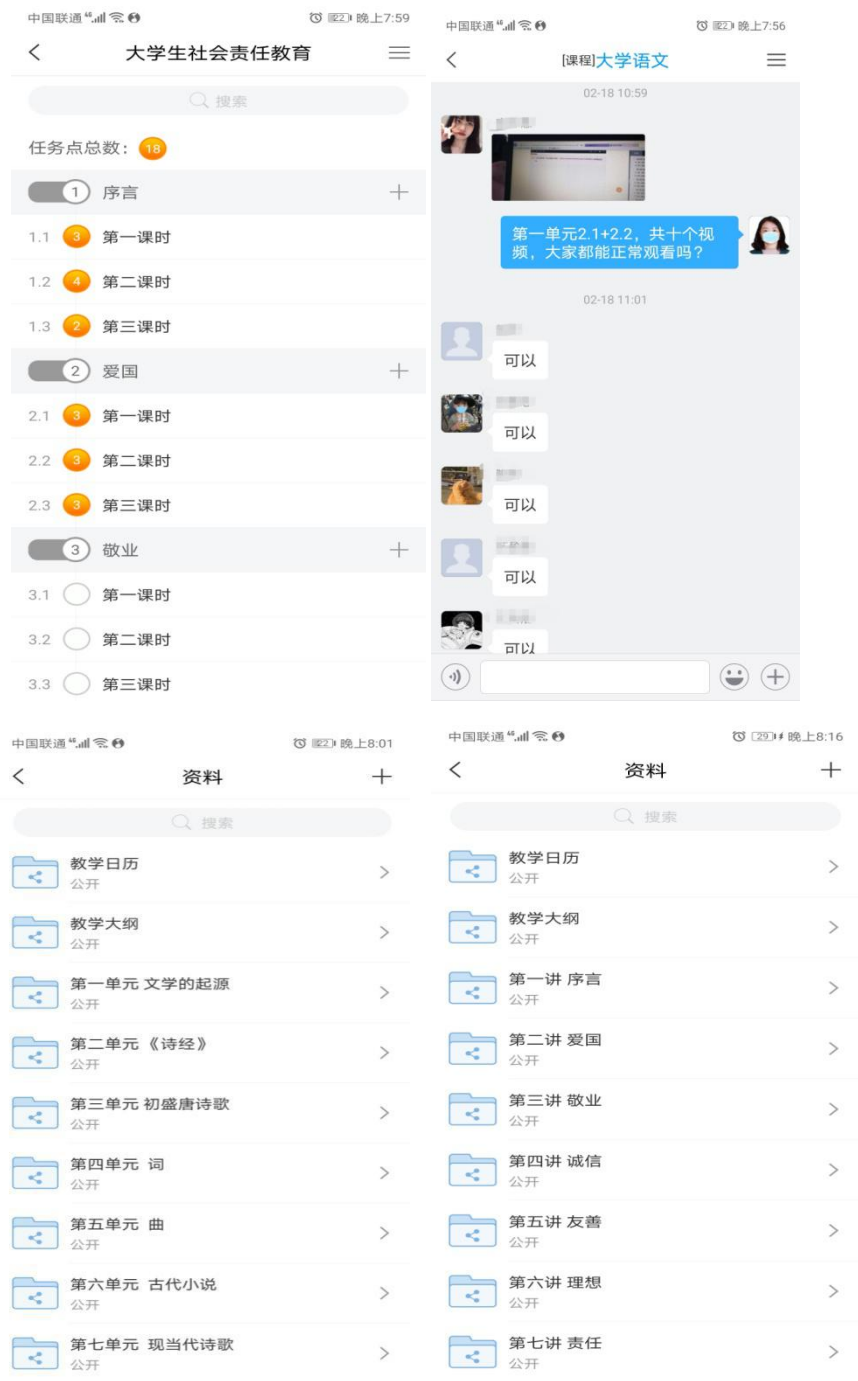 中国联通 晚上7:59
大学生社会责任教育
搜索
任务点总数: 18
1 序言
1.1 3 第一课时
1.2 4 第二课时
1.3 2 第三课时
2 爱国
2.1 3 第一课时
2.2 3 第二课时
2.3 3 第三课时
3 敬业
3.1 第一课时
3.2 第二课时
3.3 第三课时
中国联通 晚上7:56
[课程]大学语文
02-18 10:59
第一单元2.1+2.2，共十个视
频，大家都能正常观看吗？
02-18 11:01
可以
可以
可以
可以
可以
中国联通 晚上8:01
资料
搜索
教学日历
公开
教学大纲
公开
第一单元 文学的起源
公开
第二单元 《诗经》
公开
第三单元 初盛唐诗歌
公开
第四单元 词
公开
第五单元 曲
公开
第六单元 古代小说
公开
第七单元 现当代诗歌
公开
中国联通 29 晚上8:16
资料
搜索
教学日历
公开
教学大纲
公开
第一讲 序言
公开
第二讲 爱国
公开
第三讲 敬业
公开
第四讲 诚信
公开
第五讲 友善
公开
第六讲 理想
公开
第七讲 责任
公开